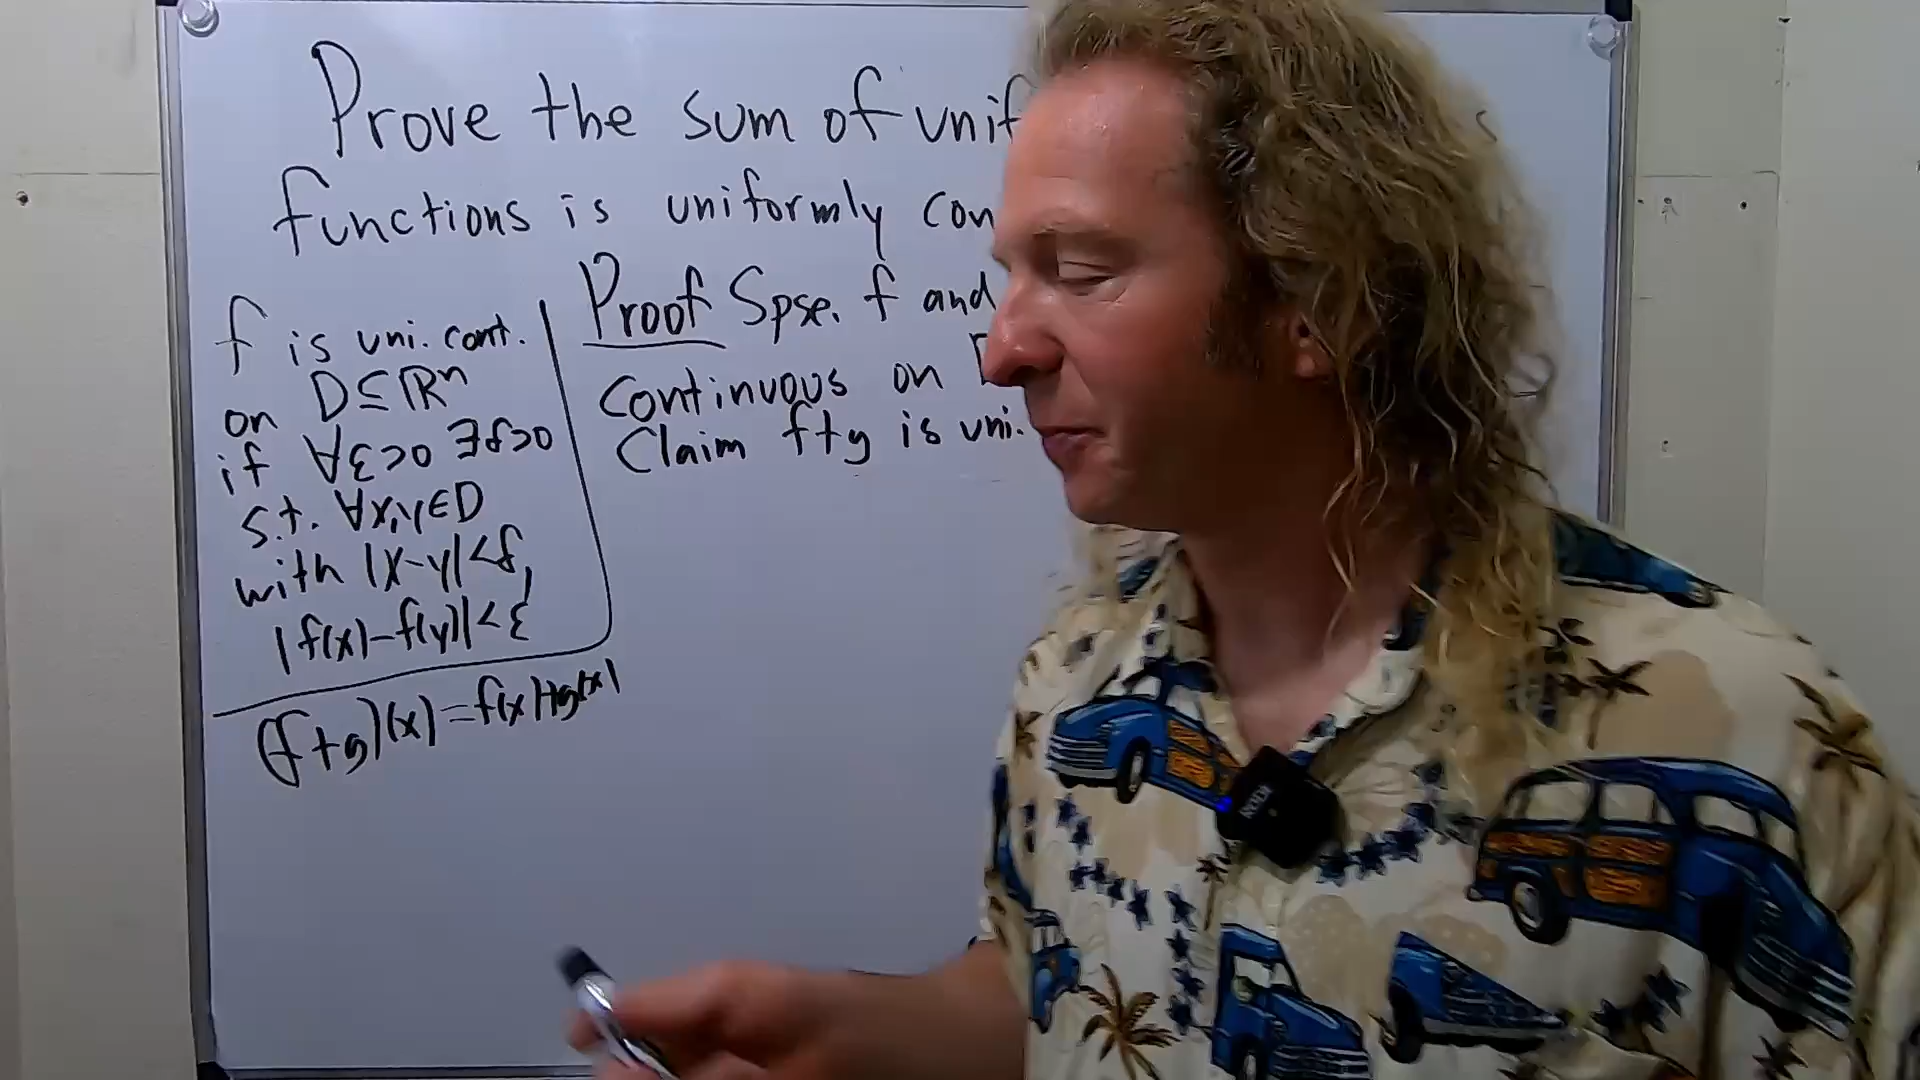 Prove the sum of unif
functions is uniformly con
f is uni. cont.
on D⊆ℝⁿ
if ∀ε>0 ∃δ>0
s.t. ∀x,y∈D
with |x-y|<δ,
|f(x)-f(y)|<ε
(f+g)(x)=f(x)+g(x)
Proof Spse. f and
continuous on
Claim f+g is uni.